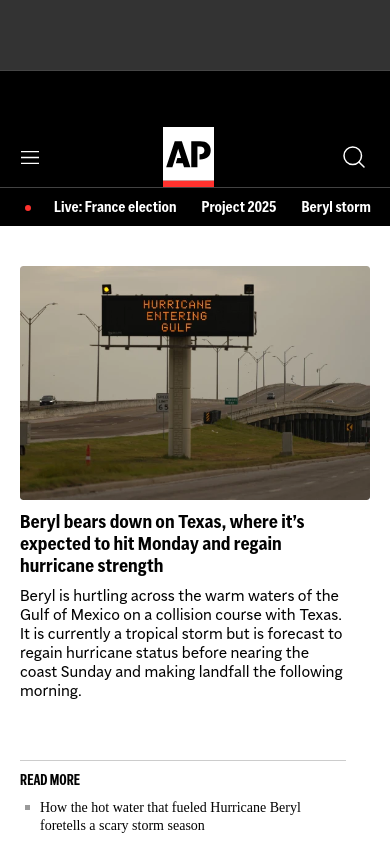 AP
Live: France election Project 2025 Beryl storm
HURRICANE
ENTERING
GULF
Beryl bears down on Texas, where it’s
expected to hit Monday and regain
hurricane strength
Beryl is hurtling across the warm waters of the
Gulf of Mexico on a collision course with Texas.
It is currently a tropical storm but is forecast to
regain hurricane status before nearing the
coast Sunday and making landfall the following
morning.
READ MORE
How the hot water that fueled Hurricane Beryl
foretells a scary storm season